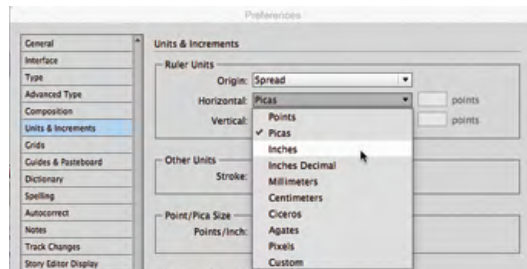 Preferences
General
Interface
Type
Advanced Type
Composition
Units & Increments
Grids
Guides & Pasteboard
Dictionary
Spelling
Autocorrect
Notes
Track Changes
Story Editor Display
Units & Increments
Ruler Units
Origin: Spread
Horizontal: Picas points
Vertical: points
Points
✓ Picas
Inches
Inches Decimal
Millimeters
Centimeters
Ciceros
Agates
Pixels
Custom
Other Units
Stroke:
Point/Pica Size
Points/Inch: